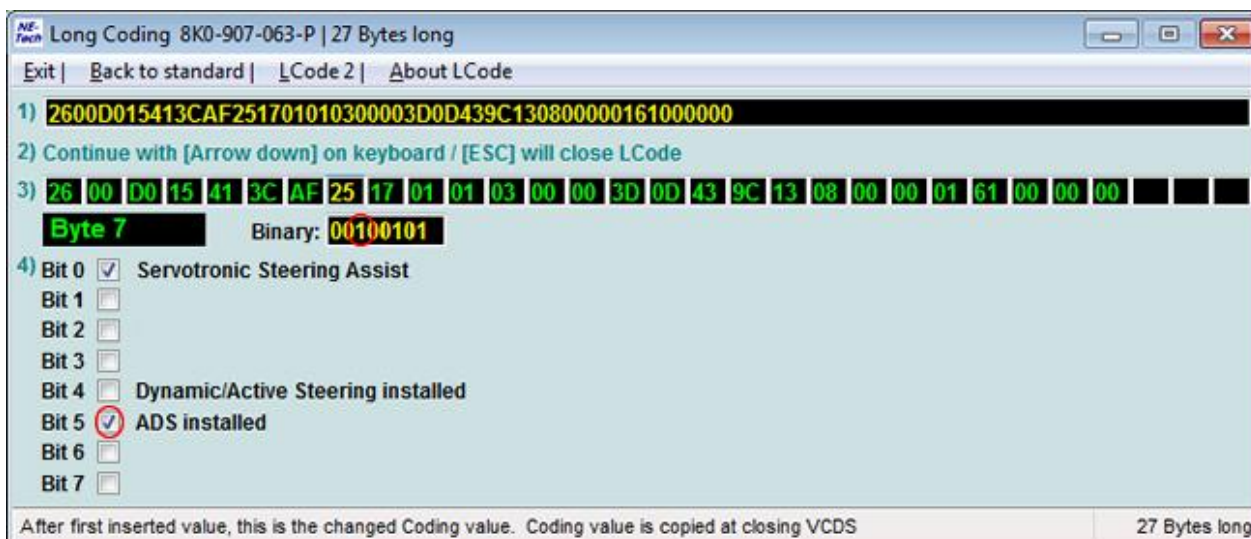 NE-Tech Long Coding 8K0-907-063-P | 27 Bytes long
Exit | Back to standard | LCode 2 | About LCode
1) 2600D015413CAF251701010300003D0D439C130800000161000000
2) Continue with [Arrow down] on keyboard / [ESC] will close LCode
3) 26 00 D0 15 41 3C AF 25 17 01 01 03 00 00 3D 0D 43 9C 13 08 00 00 01 61 00 00 00
Byte 7 Binary: 00100101
4) Bit 0 Servotronic Steering Assist
Bit 1
Bit 2
Bit 3
Bit 4 Dynamic/Active Steering installed
Bit 5 ADS installed
Bit 6
Bit 7
After first inserted value, this is the changed Coding value. Coding value is copied at closing VCDS 27 Bytes long